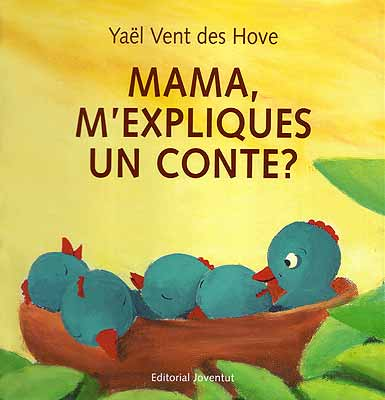 Yaël Vent des Hove
MAMA,
M'EXPLIQUES
UN CONTE?
Editorial Joventut